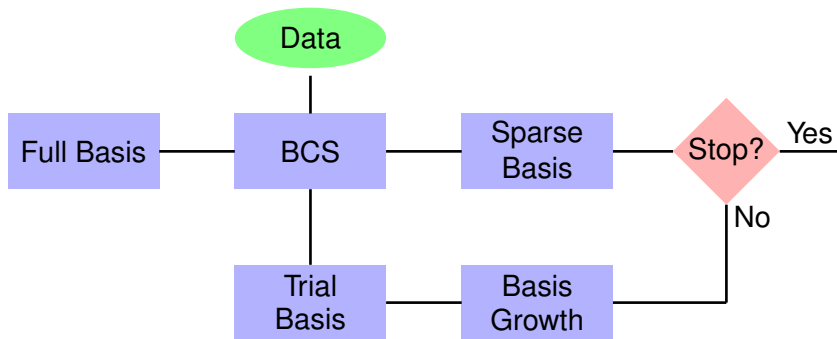 Data
Full Basis
BCS
Sparse
Basis
Stop?
Yes
No
Trial
Basis
Basis
Growth